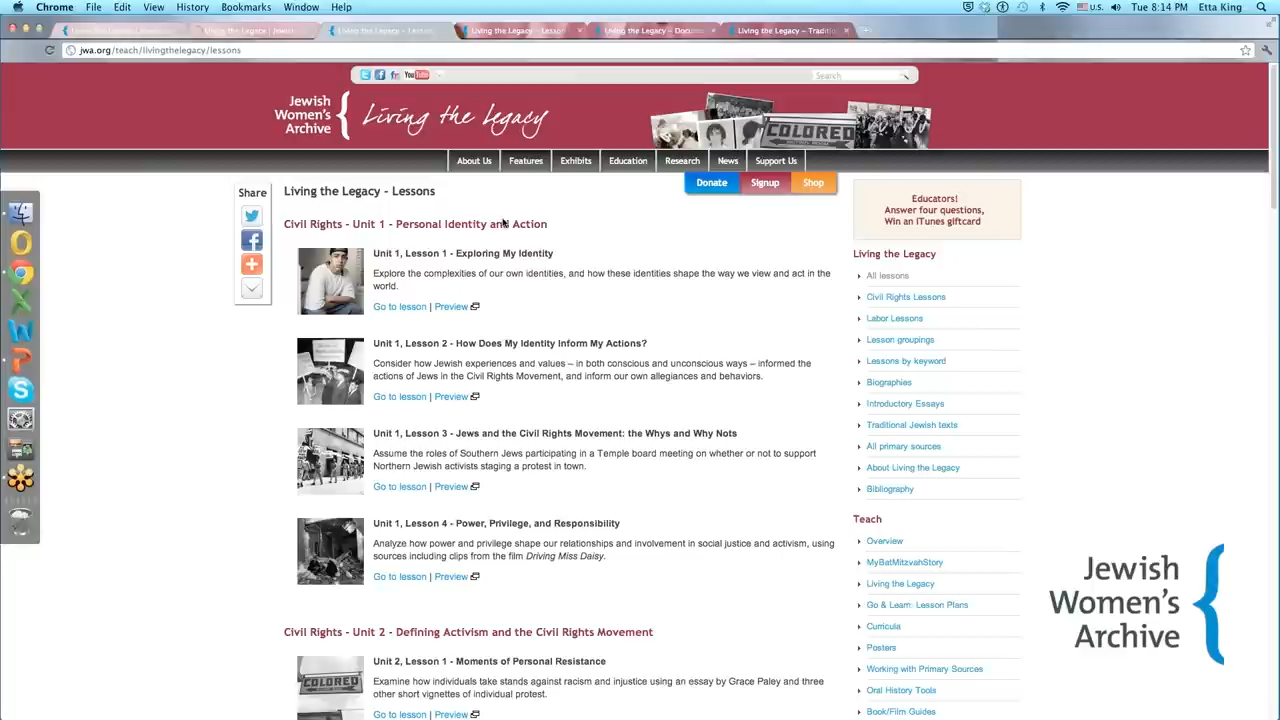 Chrome File Edit View History Bookmarks Window Help
U.S. Tue 8:14 PM Etta King
jwa.org/teach/livingthelegacy/lessons
You Tube
Search
Jewish
Women's
Archive
Living the Legacy
COLORED
About Us Features Exhibits Education Research News Support Us
Donate Signup Shop
Share
Living the Legacy - Lessons
Civil Rights - Unit 1 - Personal Identity and Action
Unit 1, Lesson 1 - Exploring My Identity
Explore the complexities of our own identities, and how these identities shape the way we view and act in the
world.
Go to lesson | Preview
Unit 1, Lesson 2 - How Does My Identity Inform My Actions?
Consider how Jewish experiences and values – in both conscious and unconscious ways – informed the
actions of Jews in the Civil Rights Movement, and inform our own allegiances and behaviors.
Go to lesson | Preview
Unit 1, Lesson 3 - Jews and the Civil Rights Movement: the Whys and Why Nots
Assume the roles of Southern Jews participating in a Temple board meeting on whether or not to support
Northern Jewish activists staging a protest in town.
Go to lesson | Preview
Unit 1, Lesson 4 - Power, Privilege, and Responsibility
Analyze how power and privilege shape our relationships and involvement in social justice and activism, using
sources including clips from the film Driving Miss Daisy.
Go to lesson | Preview
Civil Rights - Unit 2 - Defining Activism and the Civil Rights Movement
Unit 2, Lesson 1 - Moments of Personal Resistance
Examine how individuals take stands against racism and injustice using an essay by Grace Paley and three
other short vignettes of individual protest.
Go to lesson | Preview
COLORED
Educators!
Answer four questions,
Win an iTunes giftcard
Living the Legacy
All lessons
Civil Rights Lessons
Labor Lessons
Lesson groupings
Lessons by keyword
Biographies
Introductory Essays
Traditional Jewish texts
All primary sources
About Living the Legacy
Bibliography
Teach
Overview
MyBatMitzvahStory
Living the Legacy
Go & Learn: Lesson Plans
Curricula
Posters
Working with Primary Sources
Oral History Tools
Book/Film Guides
Jewish
Women's
Archive